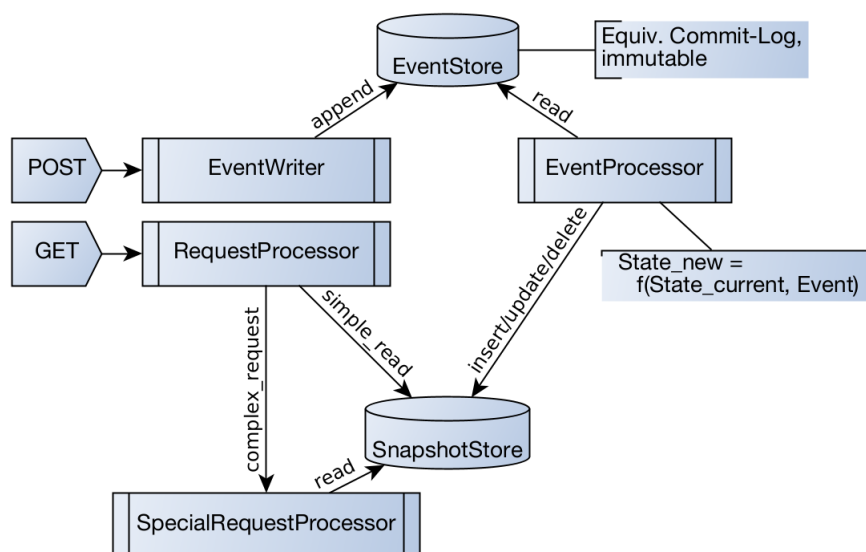 EventStore
Equiv. Commit-Log,
immutable
append
read
POST
EventWriter
EventProcessor
GET
RequestProcessor
State_new =
f(State_current, Event)
simple_read
insert/update/delete
complex_request
SnapshotStore
read
SpecialRequestProcessor